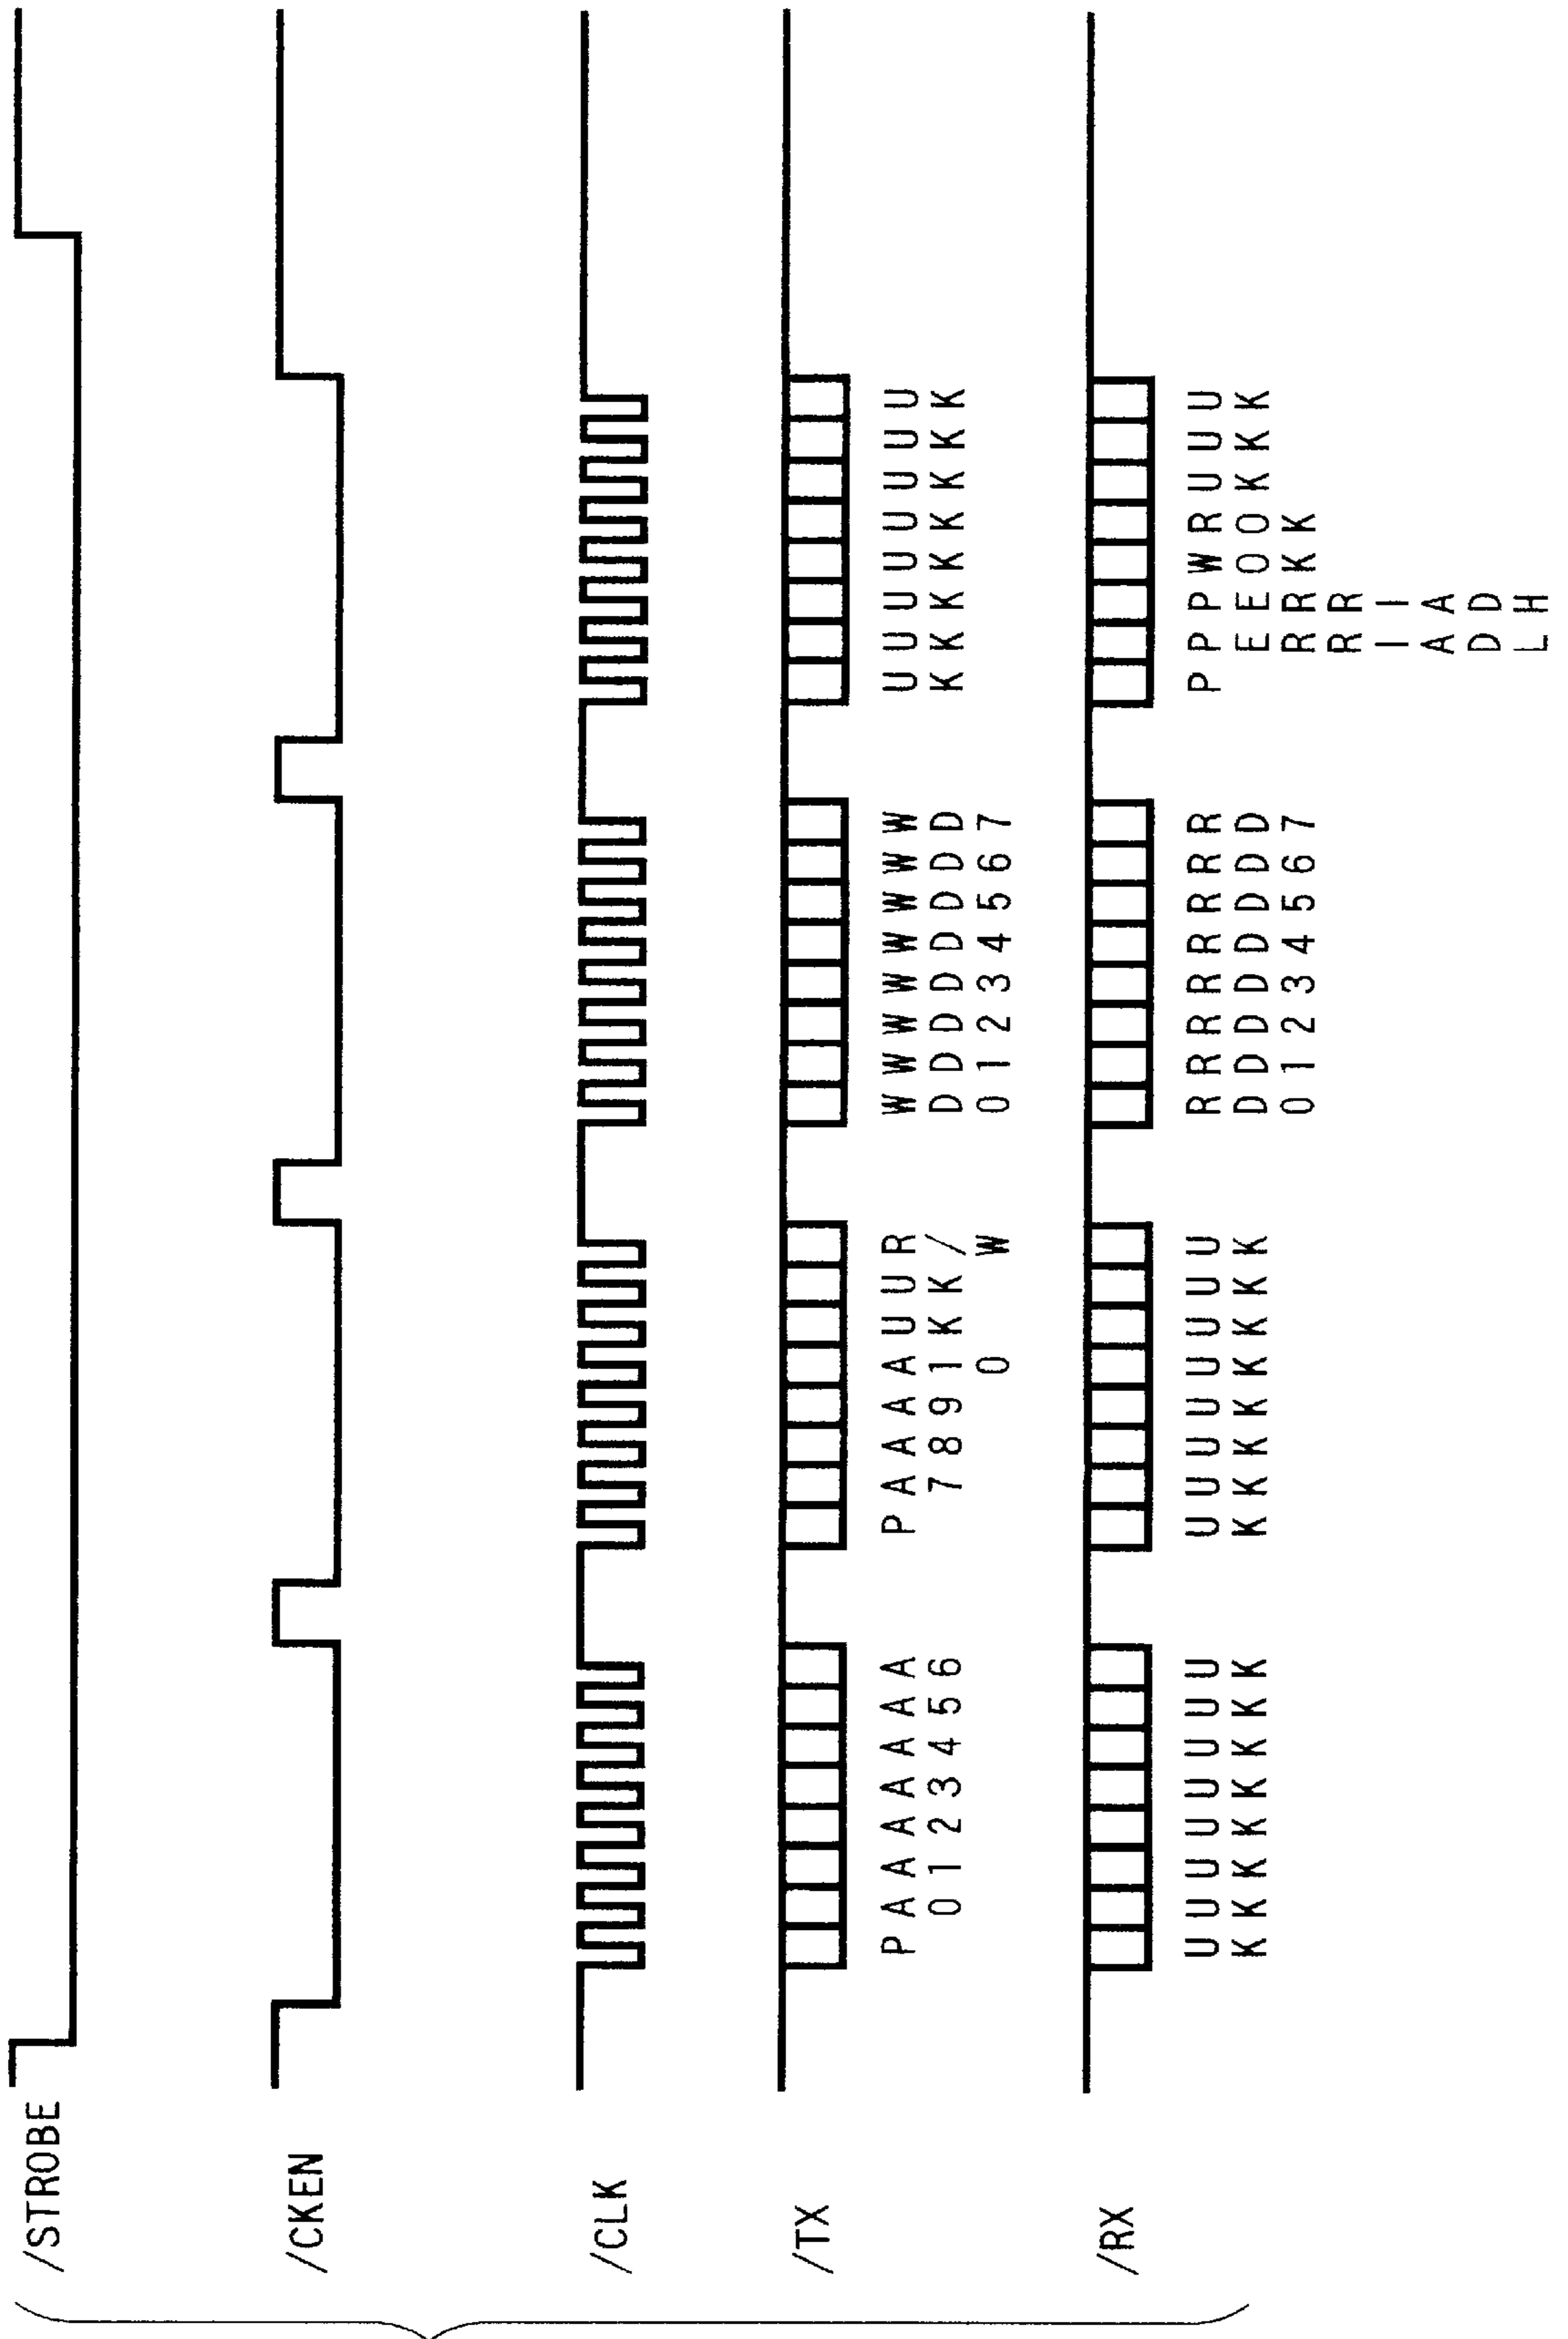 /STROBE
/CKEN
/CLK
/TX
P A A A A A A A P A A A A U U R W W W W W W W W U U U U U U U U
0 1 2 3 4 5 6 7 8 9 1 K K / D D D D D D D D K K K K K K K K
0 W 0 1 2 3 4 5 6 7
/RX
U U U U U U U U U U U U U U U U R R R R R R R R P P P W R U U U
K K K K K K K K K K K K K K K K D D D D D D D D E E O O K K K
0 1 2 3 4 5 6 7 R R K K
R R
I I
A A
D D
L H